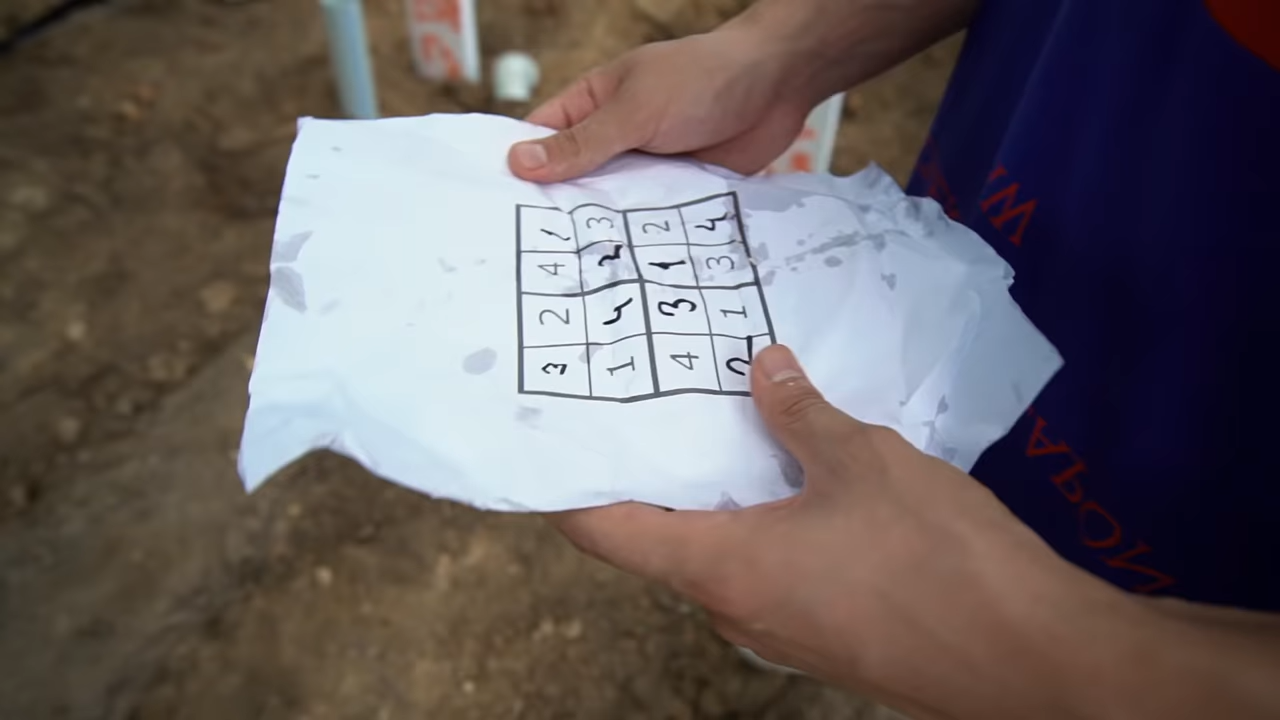 3 2 4 1
1 4 2 3
4 3 1 2
2 1 3 4